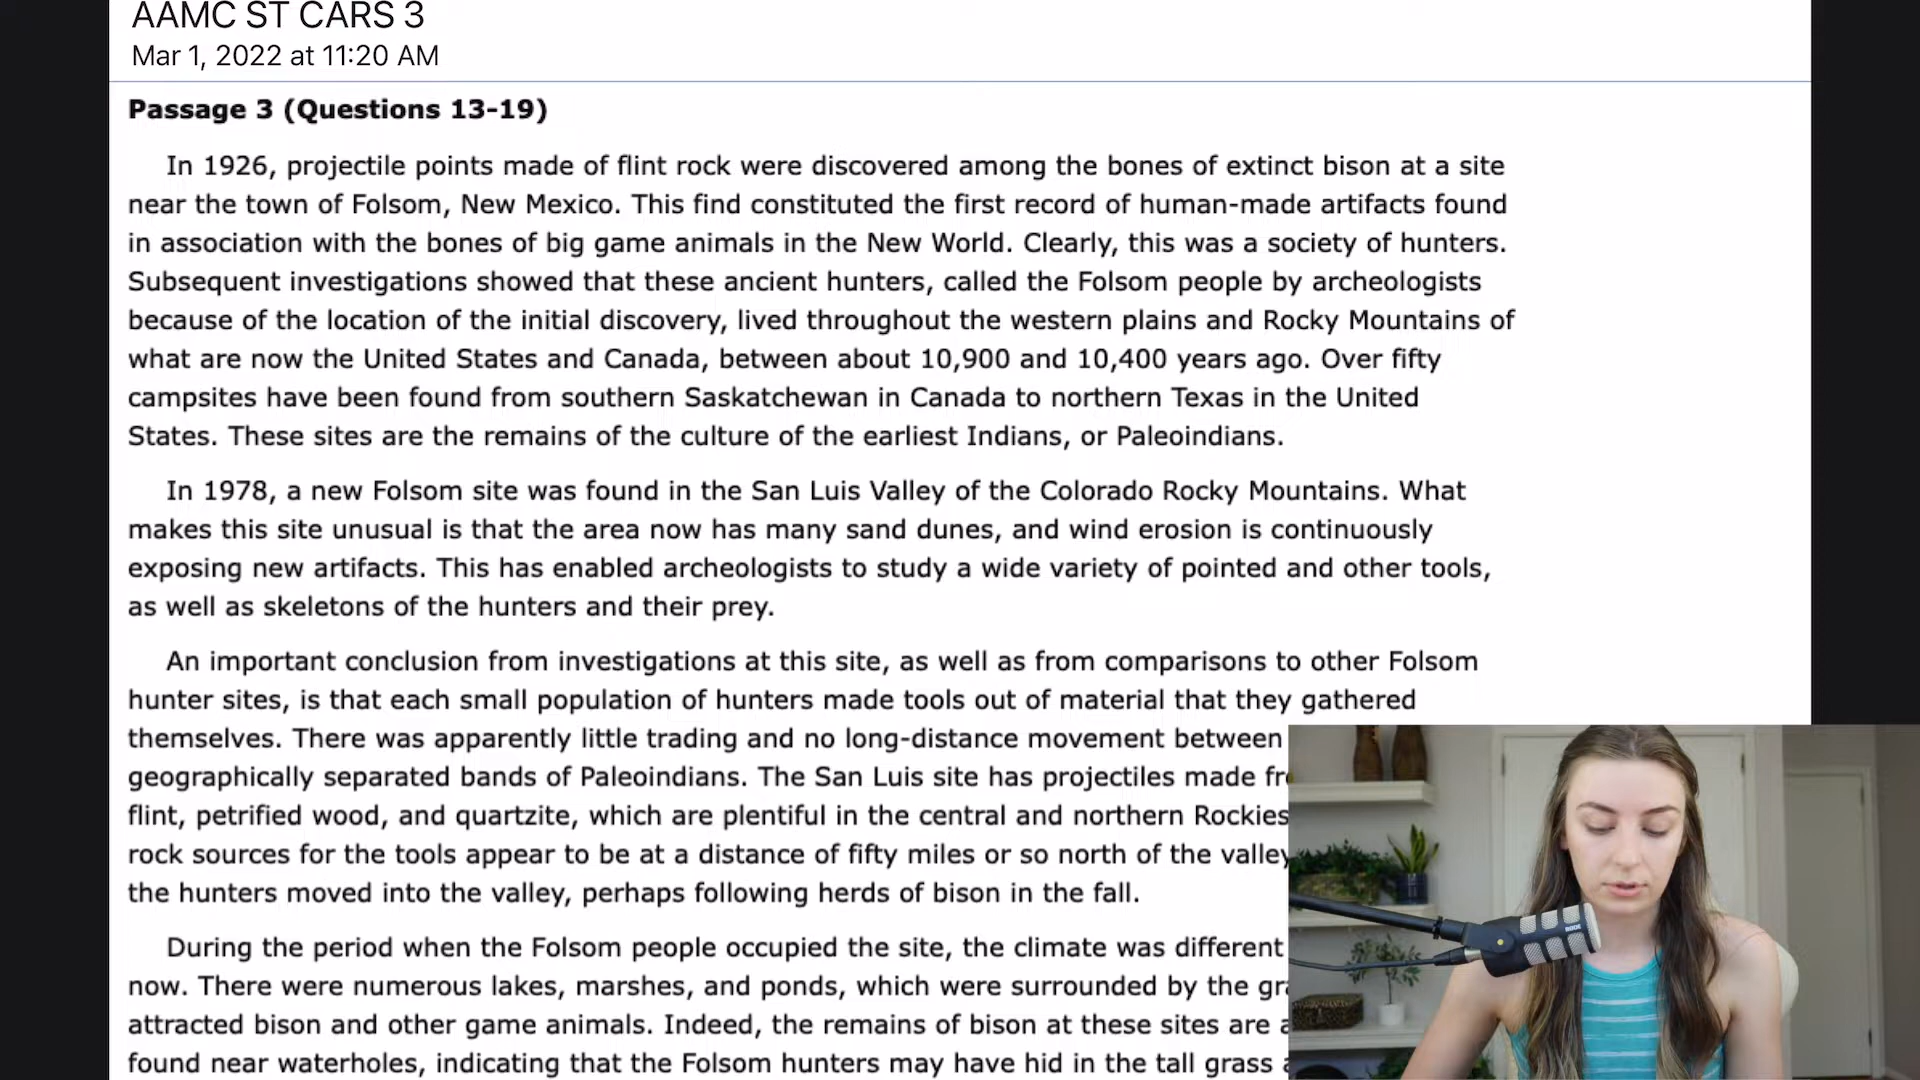 AAMC ST CARS 3
Mar 1, 2022 at 11:20 AM
Passage 3 (Questions 13-19)
In 1926, projectile points made of flint rock were discovered among the bones of extinct bison at a site
near the town of Folsom, New Mexico. This find constituted the first record of human-made artifacts found
in association with the bones of big game animals in the New World. Clearly, this was a society of hunters.
Subsequent investigations showed that these ancient hunters, called the Folsom people by archeologists
because of the location of the initial discovery, lived throughout the western plains and Rocky Mountains of
what are now the United States and Canada, between about 10,900 and 10,400 years ago. Over fifty
campsites have been found from southern Saskatchewan in Canada to northern Texas in the United
States. These sites are the remains of the culture of the earliest Indians, or Paleoindians.
In 1978, a new Folsom site was found in the San Luis Valley of the Colorado Rocky Mountains. What
makes this site unusual is that the area now has many sand dunes, and wind erosion is continuously
exposing new artifacts. This has enabled archeologists to study a wide variety of pointed and other tools,
as well as skeletons of the hunters and their prey.
An important conclusion from investigations at this site, as well as from comparisons to other Folsom
hunter sites, is that each small population of hunters made tools out of material that they gathered
themselves. There was apparently little trading and no long-distance movement between
geographically separated bands of Paleoindians. The San Luis site has projectiles made
flint, petrified wood, and quartzite, which are plentiful in the central and northern Rockies
rock sources for the tools appear to be at a distance of fifty miles or so north of the valley
the hunters moved into the valley, perhaps following herds of bison in the fall.
During the period when the Folsom people occupied the site, the climate was different
now. There were numerous lakes, marshes, and ponds, which were surrounded by the
attracted bison and other game animals. Indeed, the remains of bison at these sites are
found near waterholes, indicating that the Folsom hunters may have hid in the tall grass
RODE